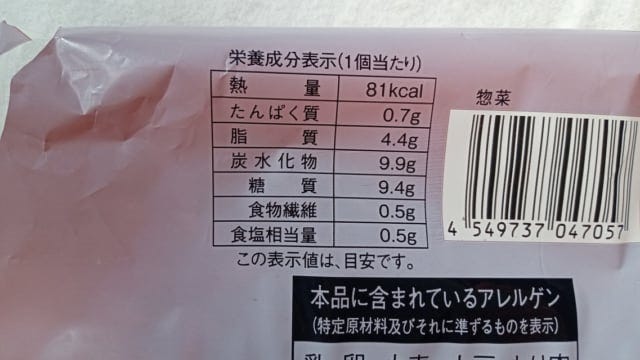 栄養成分表示(1個当たり)
熱量 81kcal
たんぱく質 0.7g
脂質 4.4g
炭水化物 9.9g
糖質 9.4g
食物繊維 0.5g
食塩相当量 0.5g
この表示値は、目安です。
惣菜
4 549737 047057
本品に含まれているアレルゲン
(特定原材料及びそれに準ずるものを表示)